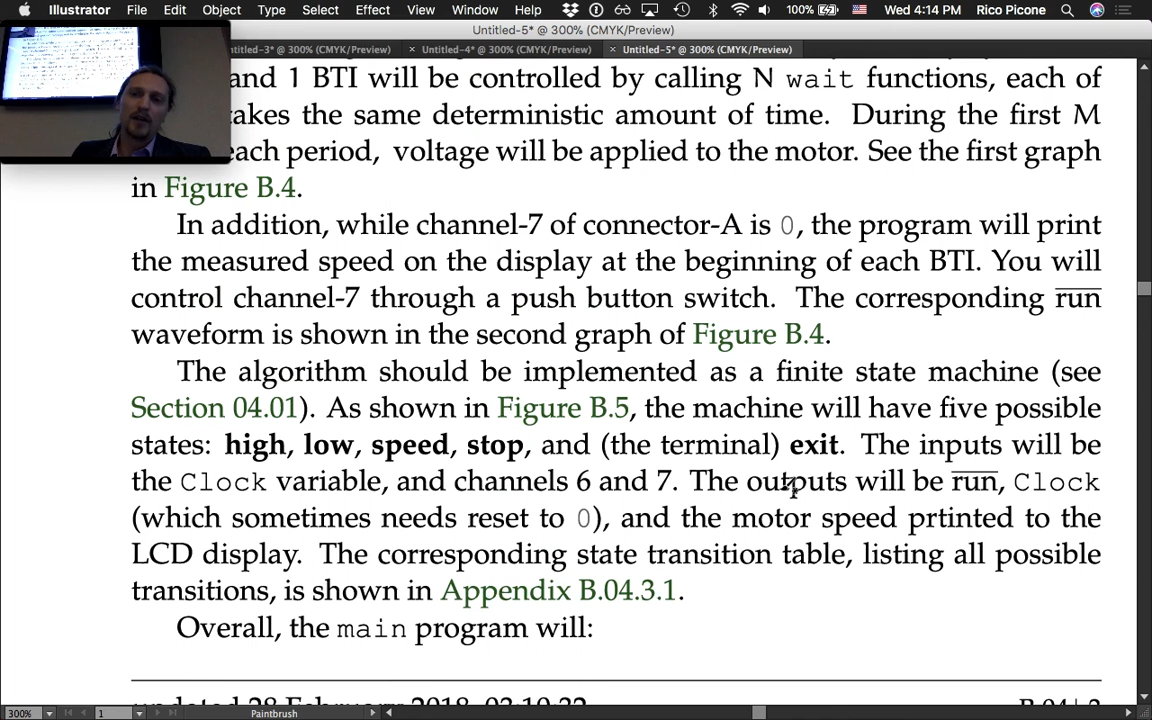 Illustrator File Edit Object Type Select Effect View Window Help 100% Wed 4:14 PM Rico Picone
Untitled-5* @ 300% (CMYK/Preview)
ntitled-3* @ 300% (CMYK/Preview) × Untitled-4* @ 300% (CMYK/Preview) × Untitled-5* @ 300% (CMYK/Preview)
and 1 BTI will be controlled by calling N wait functions, each of
takes the same deterministic amount of time. During the first M
each period, voltage will be applied to the motor. See the first graph
in Figure B.4.
In addition, while channel-7 of connector-A is 0, the program will print
the measured speed on the display at the beginning of each BTI. You will
control channel-7 through a push button switch. The corresponding run
waveform is shown in the second graph of Figure B.4.
The algorithm should be implemented as a finite state machine (see
Section 04.01). As shown in Figure B.5, the machine will have five possible
states: high, low, speed, stop, and (the terminal) exit. The inputs will be
the Clock variable, and channels 6 and 7. The outputs will be run, Clock
(which sometimes needs reset to 0), and the motor speed prtinted to the
LCD display. The corresponding state transition table, listing all possible
transitions, is shown in Appendix B.04.3.1.
Overall, the main program will:
updated 28 February 2018, 03:10:32 B.04|2
300% 1 Paintbrush